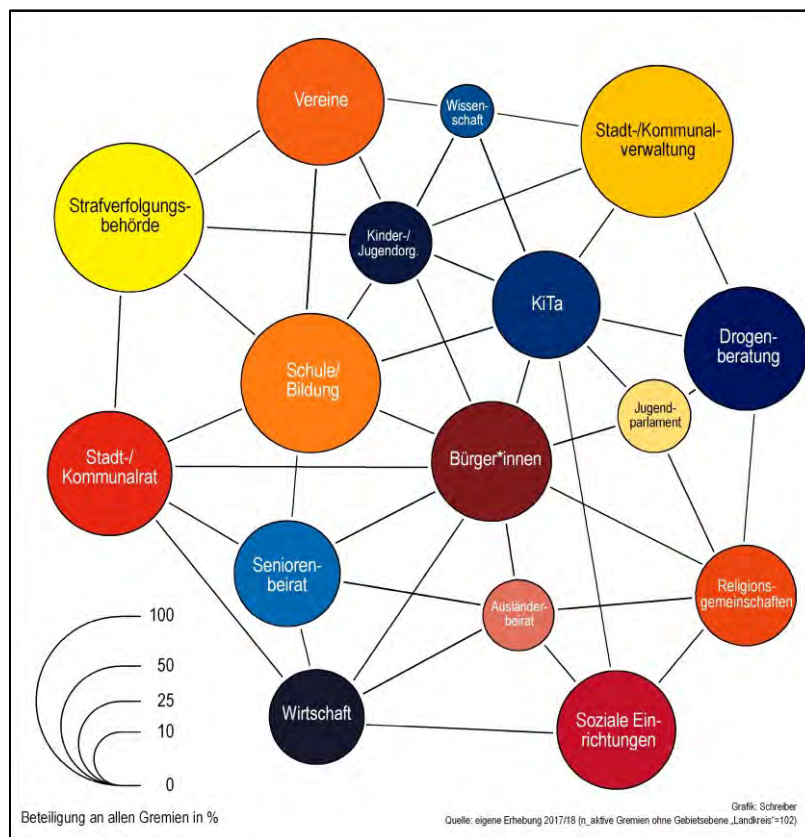 Vereine
Wissen-
schaft
Stadt-/Kommunal-
verwaltung
Strafverfolgungs-
behörde
Kinder-/
Jugendorg.
KiTa
Drogen-
beratung
Schule/
Bildung
Jugend-
parlament
Stadt-/
Kommunalrat
Bürger*innen
Senioren-
beirat
Ausländer-
beirat
Religions-
gemeinschaften
Wirtschaft
Soziale Ein-
richtungen
100
50
25
10
0
Beteiligung an allen Gremien in %
Grafik: Schreiber
Quelle: eigene Erhebung 2017/18 (n_aktive Gremien ohne Gebietsebene „Landkreis"=102)